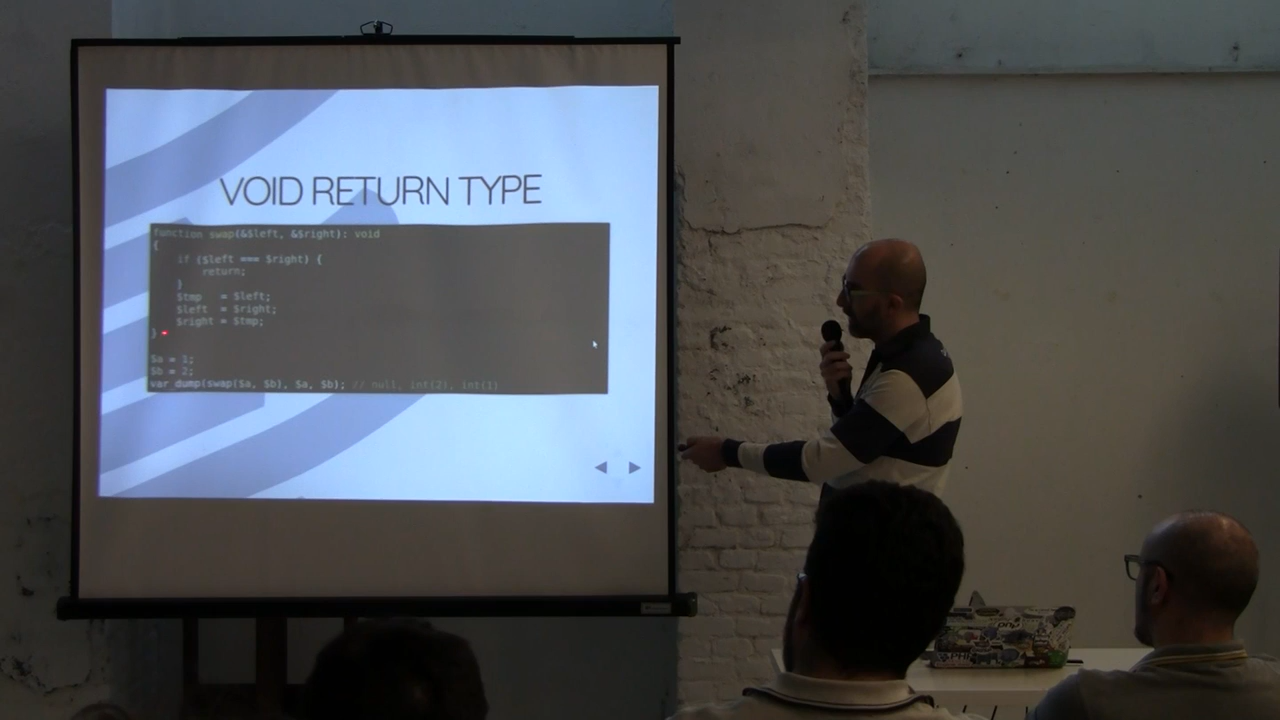 VOID RETURN TYPE
function swap(&$left, &$right): void
{
    if ($left === $right) {
        return;
    }
    $tmp   = $left;
    $left  = $right;
    $right = $tmp;
}
$a = 1;
$b = 2;
var_dump(swap($a, $b), $a, $b); // null, int(2), int(1)